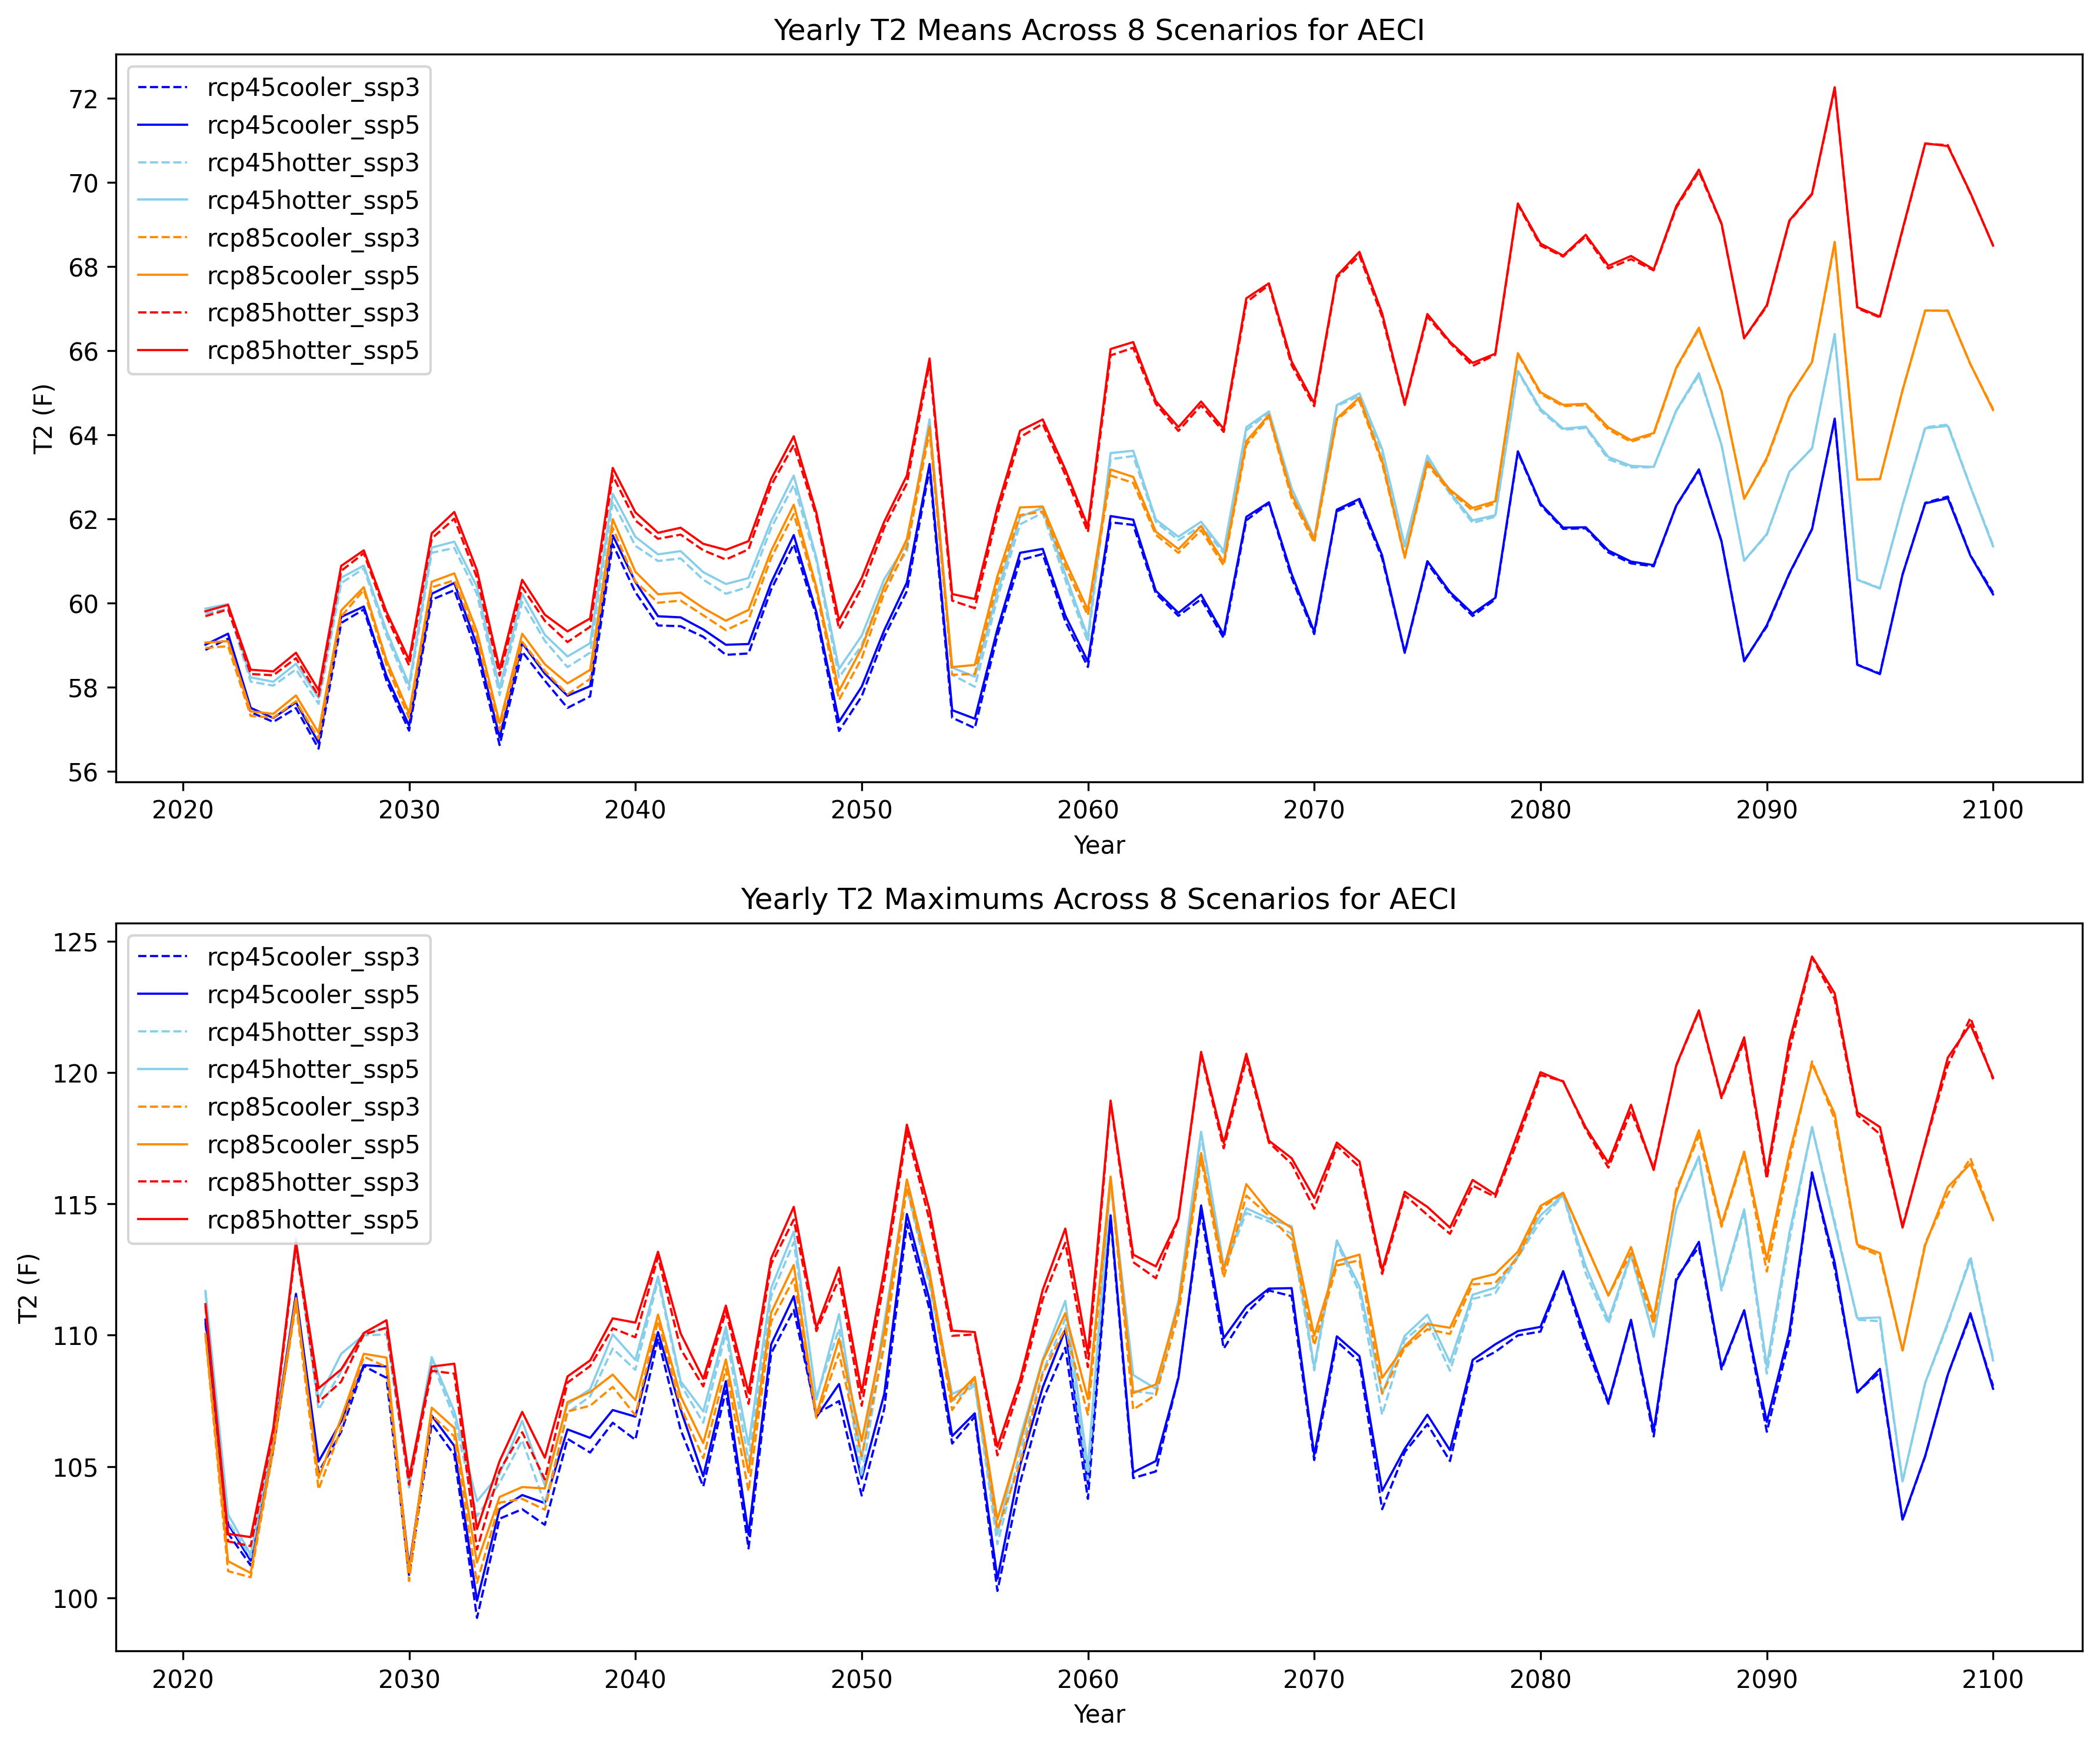 Yearly T2 Means Across 8 Scenarios for AECI
rcp45cooler_ssp3
rcp45cooler_ssp5
rcp45hotter_ssp3
rcp45hotter_ssp5
rcp85cooler_ssp3
rcp85cooler_ssp5
rcp85hotter_ssp3
rcp85hotter_ssp5
72
70
68
66
64
62
60
58
56
T2 (F)
2020 2030 2040 2050 2060 2070 2080 2090 2100
Year
Yearly T2 Maximums Across 8 Scenarios for AECI
rcp45cooler_ssp3
rcp45cooler_ssp5
rcp45hotter_ssp3
rcp45hotter_ssp5
rcp85cooler_ssp3
rcp85cooler_ssp5
rcp85hotter_ssp3
rcp85hotter_ssp5
125
120
115
110
105
100
T2 (F)
2020 2030 2040 2050 2060 2070 2080 2090 2100
Year